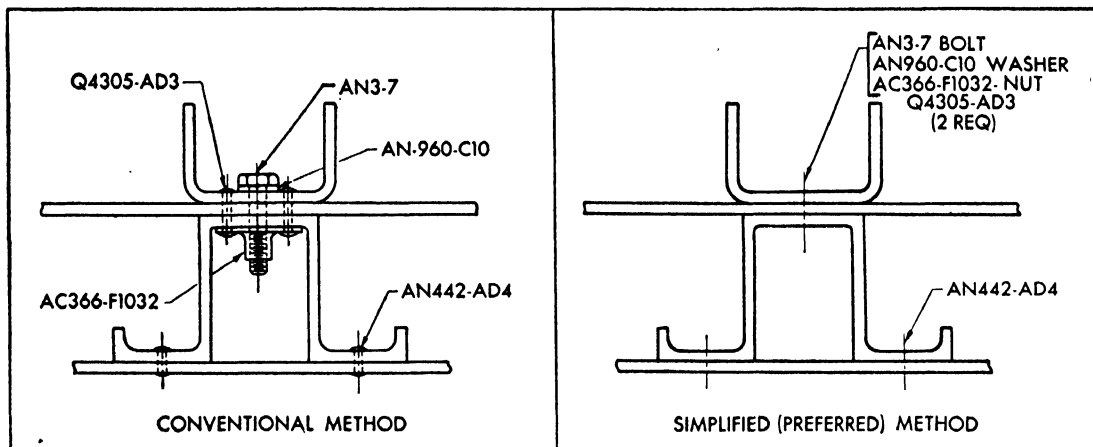 Q4305-AD3
AN3-7
AN-960-C10
AC366-F1032
AN442-AD4
CONVENTIONAL METHOD
AN3-7 BOLT
AN960-C10 WASHER
AC366-F1032- NUT
Q4305-AD3
(2 REQ)
AN442-AD4
SIMPLIFIED (PREFERRED) METHOD